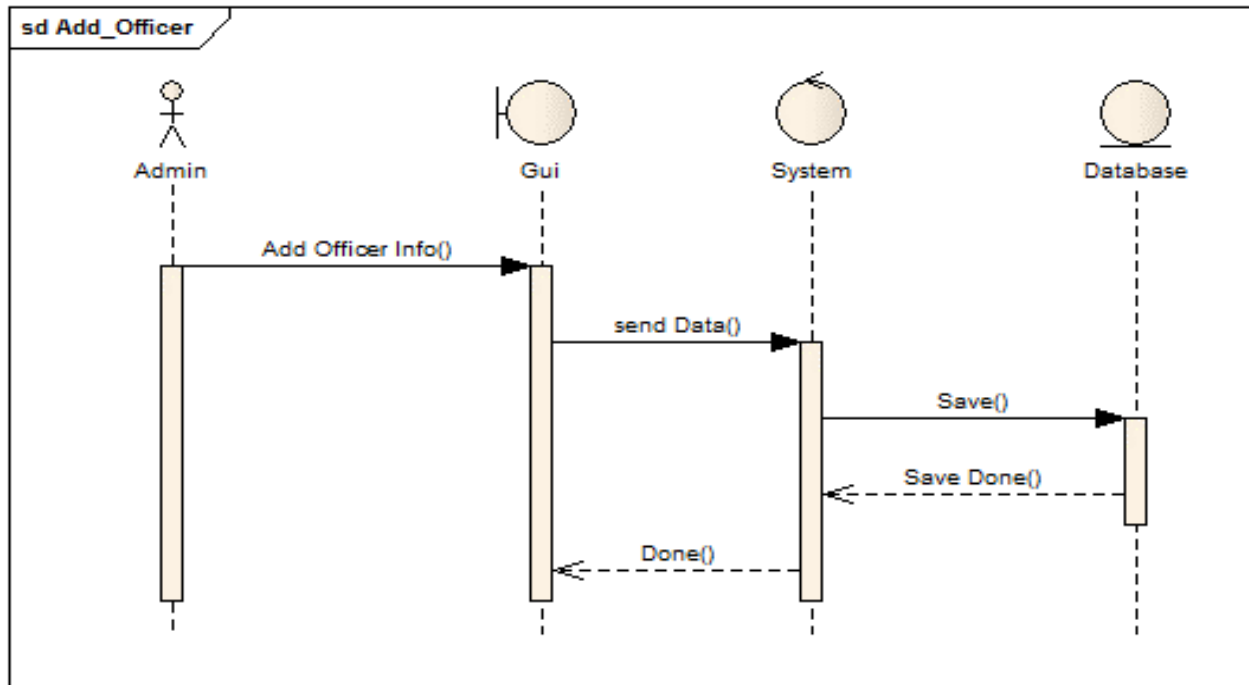 sd Add_Officer
Admin
Gui
System
Database
Add Officer Info()
send Data()
Save()
Save Done()
Done()